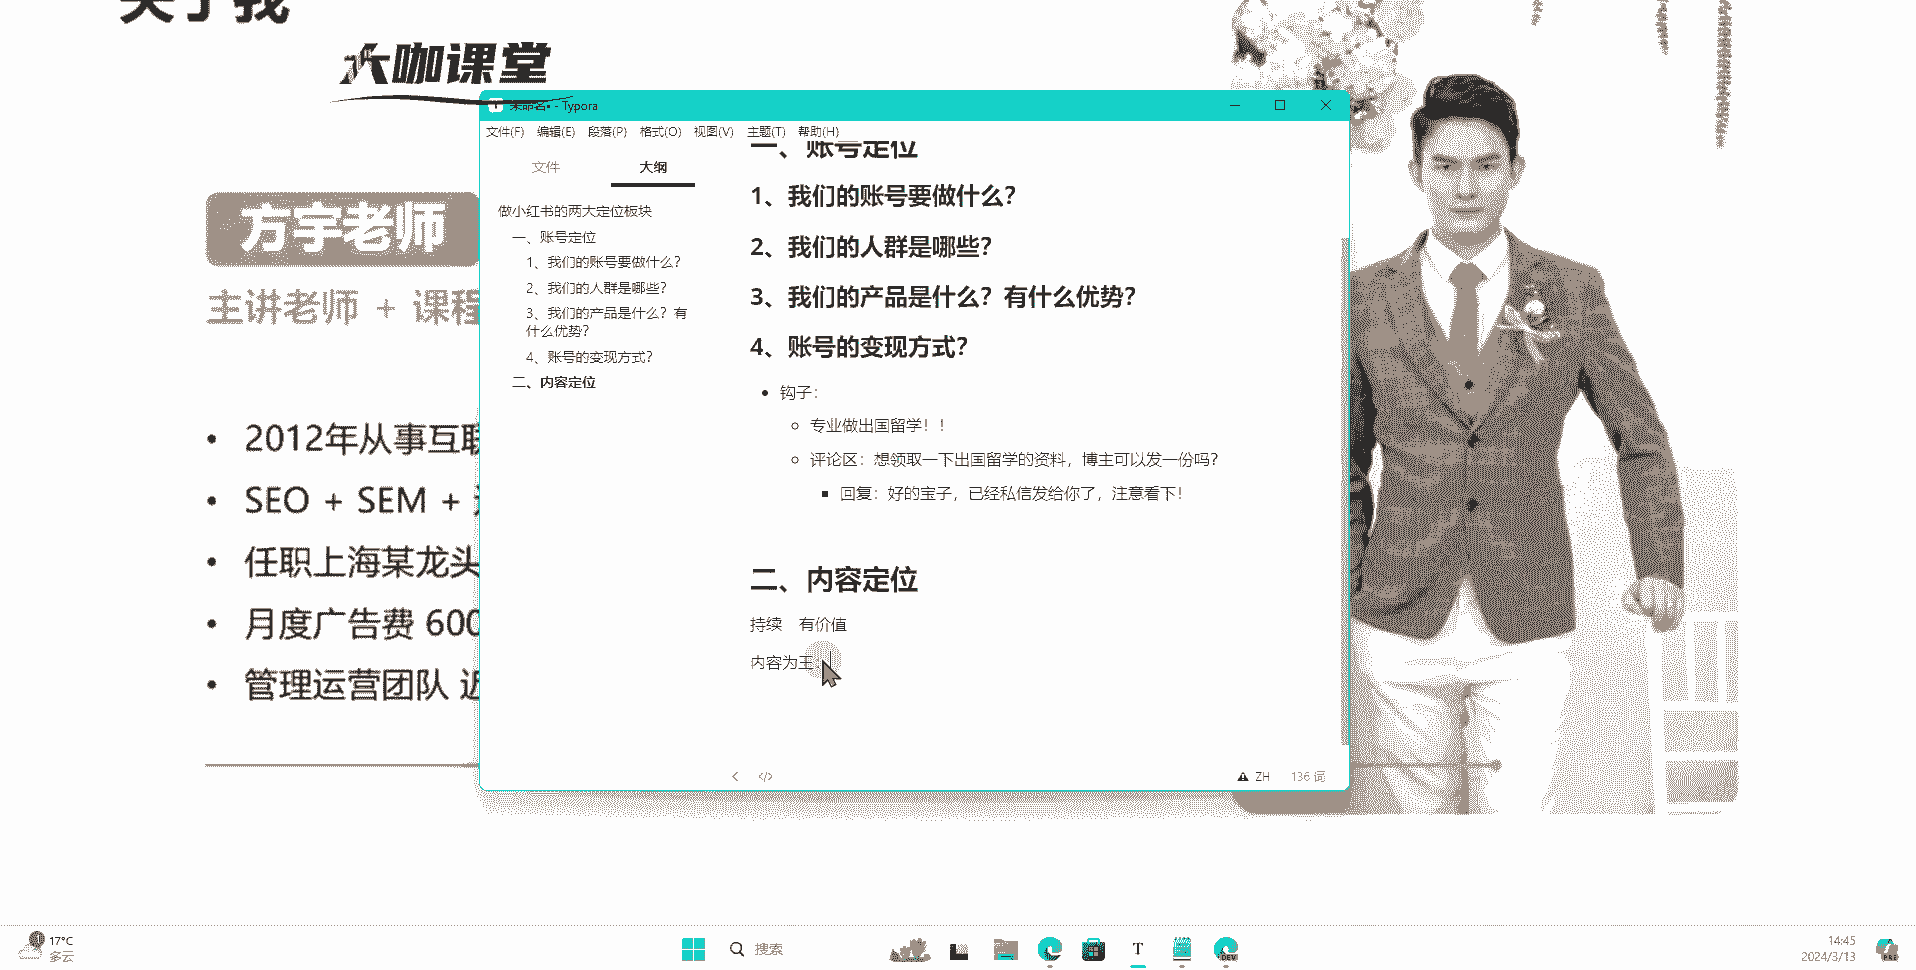 关于我
大咖课堂
方宇老师
主讲老师 + 课程
• 2012年从事互联
• SEO + SEM +
• 任职上海某龙头
• 月度广告费 600
• 管理运营团队 近
未命名• - Typora
文件(F) 编辑(E) 段落(P) 格式(O) 视图(V) 主题(T) 帮助(H)
文件 大纲
做小红书的两大定位板块
一、账号定位
1、我们的账号要做什么？
2、我们的人群是哪些？
3、我们的产品是什么？有
什么优势？
4、账号的变现方式？
二、内容定位
一、账号定位
1、我们的账号要做什么？
2、我们的人群是哪些？
3、我们的产品是什么？有什么优势？
4、账号的变现方式？
• 钩子：
专业做出国留学！！
评论区：想领取一下出国留学的资料，博主可以发一份吗？
回复：好的宝子，已经私信发给你了，注意看下！
二、内容定位
持续 有价值
内容为王
</> ZH 136 词
17°C
多云
搜索
DEV
14:45
2024/3/13
PRE